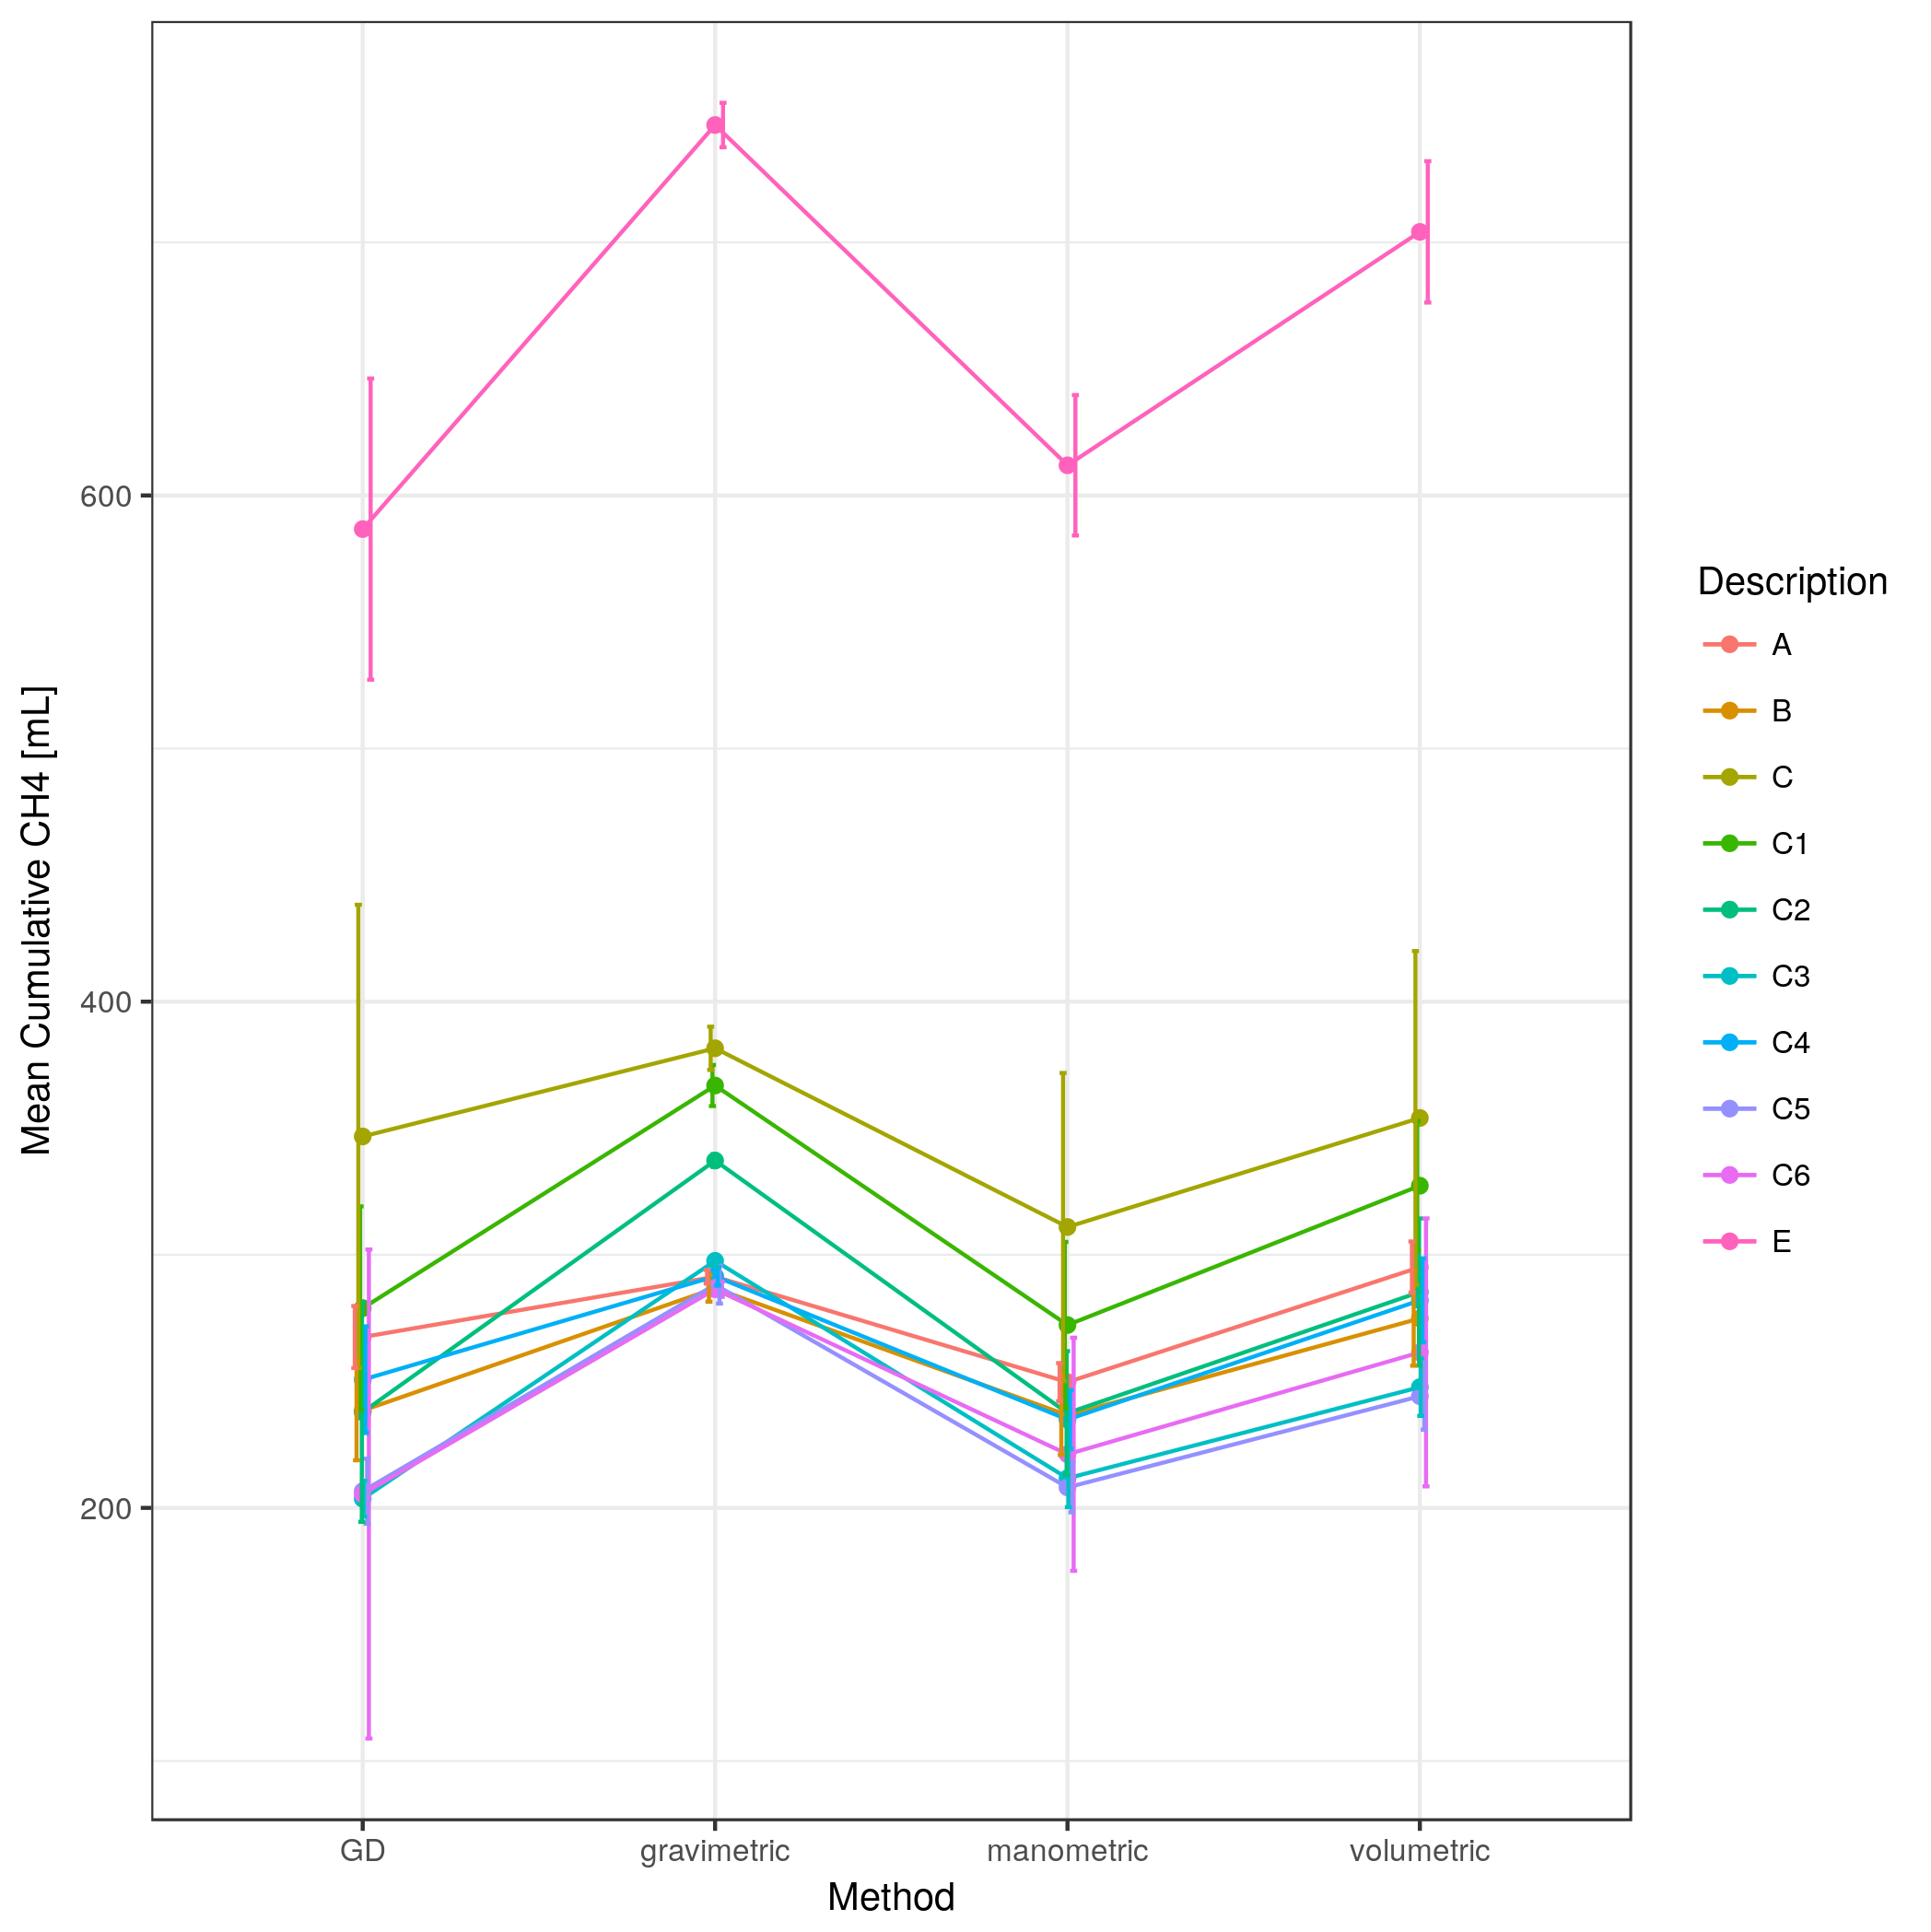 Mean Cumulative CH4 [mL]
600
400
200
GD
gravimetric
manometric
volumetric
Method
Description
A
B
C
C1
C2
C3
C4
C5
C6
E